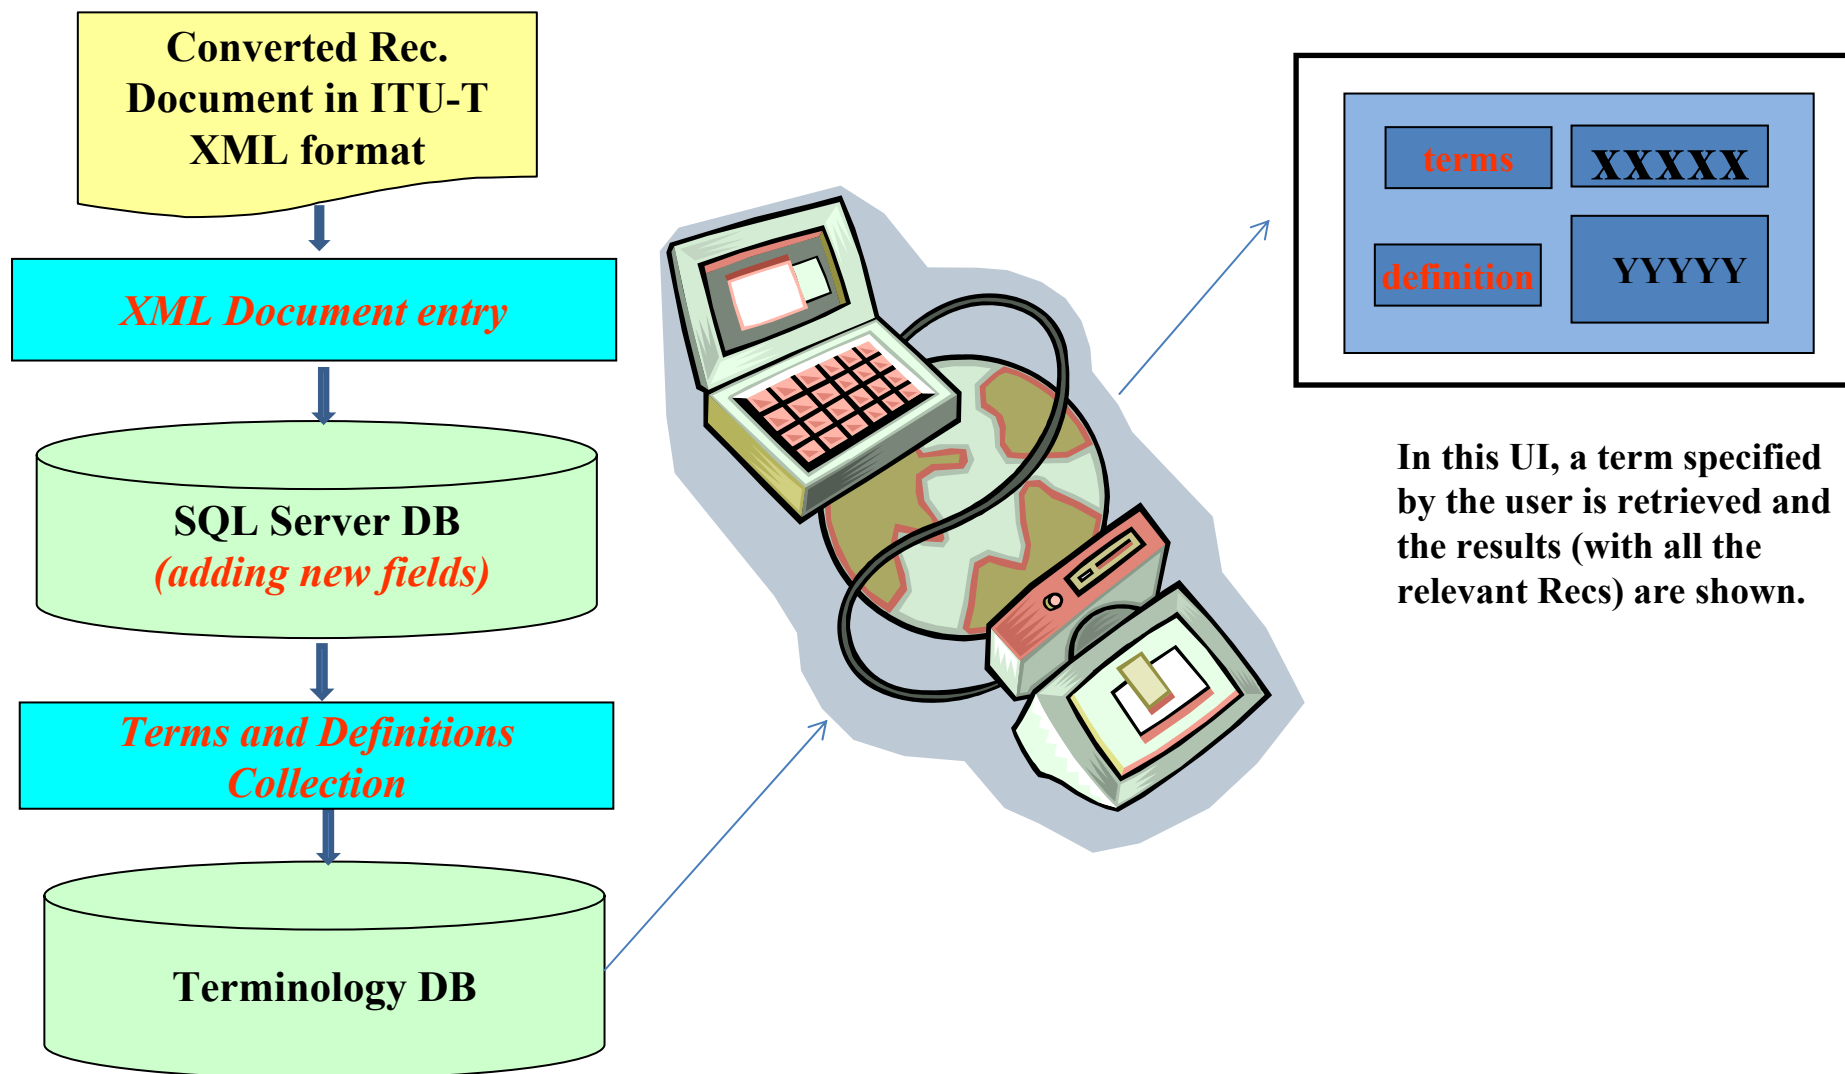 Converted Rec.
Document in ITU-T
XML format
XML Document entry
SQL Server DB
(adding new fields)
Terms and Definitions
Collection
Terminology DB
terms
XXXXX
definition
YYYYY
In this UI, a term specified
by the user is retrieved and
the results (with all the
relevant Recs) are shown.